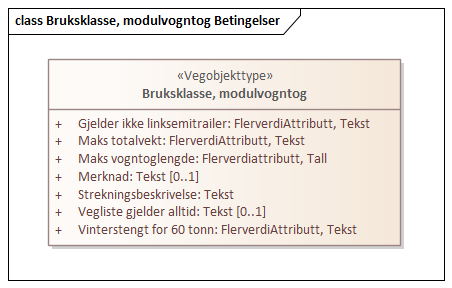 class Bruksklasse, modulvogntog Betingelser
«Vegobjekttype»
Bruksklasse, modulvogntog
+ Gjelder ikke linksemitrailer: FlerverdiAttributt, Tekst
+ Maks totalvekt: FlerverdiAttributt, Tekst
+ Maks vogntoglengde: Flerverdiattributt, Tall
+ Merknad: Tekst [0..1]
+ Strekningsbeskrivelse: Tekst
+ Vegliste gjelder alltid: Tekst [0..1]
+ Vinterstengt for 60 tonn: FlerverdiAttributt, Tekst